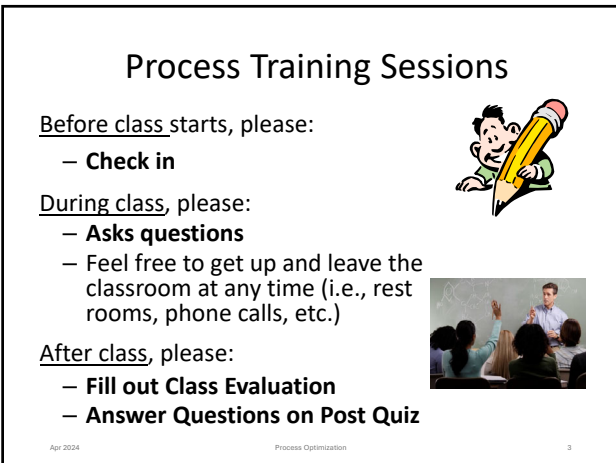 Process Training Sessions
Before class starts, please:
– Check in
During class, please:
– Asks questions
– Feel free to get up and leave the
classroom at any time (i.e., rest
rooms, phone calls, etc.)
After class, please:
– Fill out Class Evaluation
– Answer Questions on Post Quiz
Apr 2024 Process Optimization 3